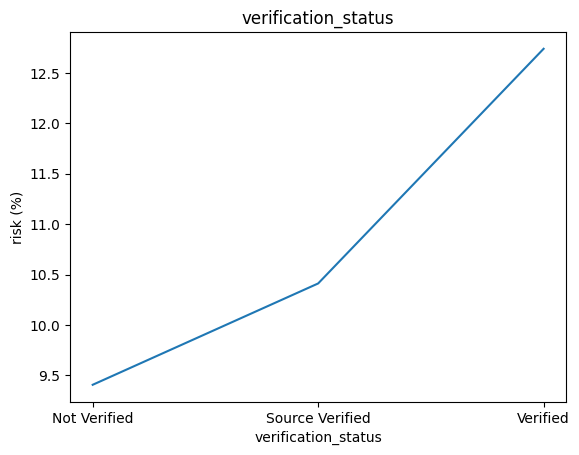 verification_status
12.5
12.0
11.5
11.0
10.5
10.0
9.5
risk (%)
Not Verified
Source Verified
Verified
verification_status